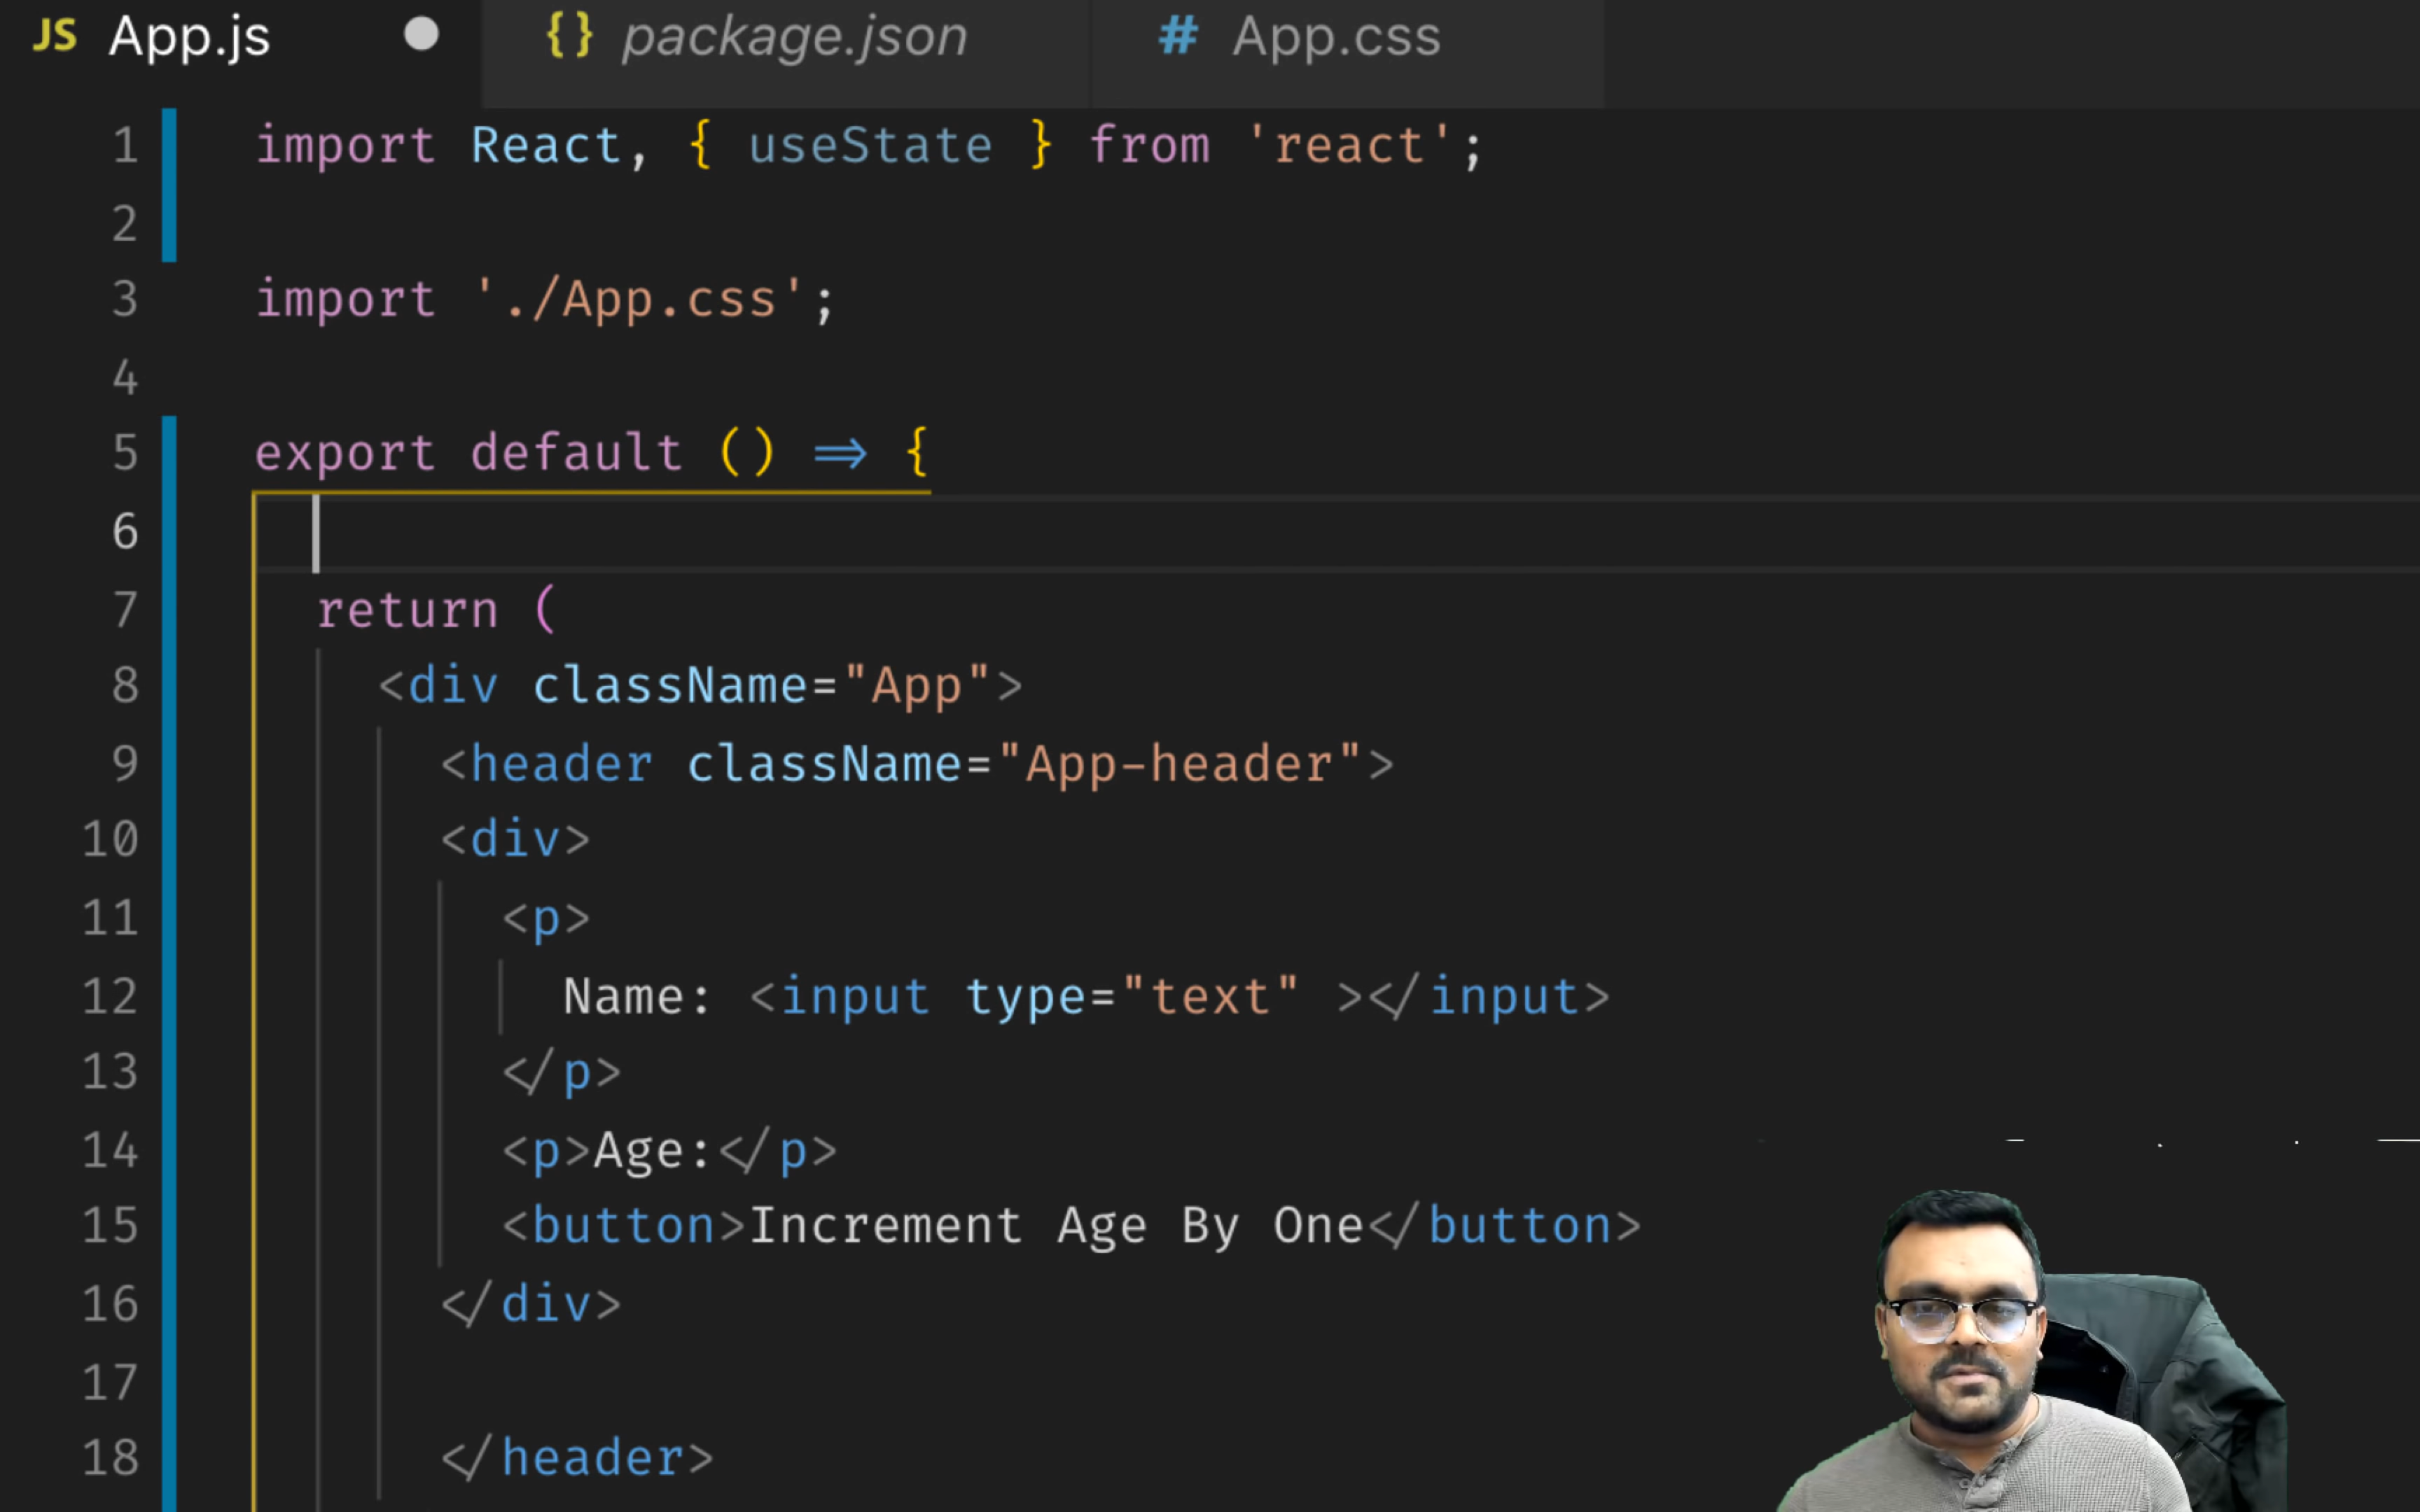 JS App.js {} package.json # App.css
1 import React, { useState } from 'react';
2
3 import './App.css';
4
5 export default () => {
6
7 return (
8 <div className="App">
9 <header className="App-header">
10 <div>
11 <p>
12 Name: <input type="text" ></input>
13 </p>
14 <p>Age:</p>
15 <button>Increment Age By One</button>
16 </div>
17
18 </header>